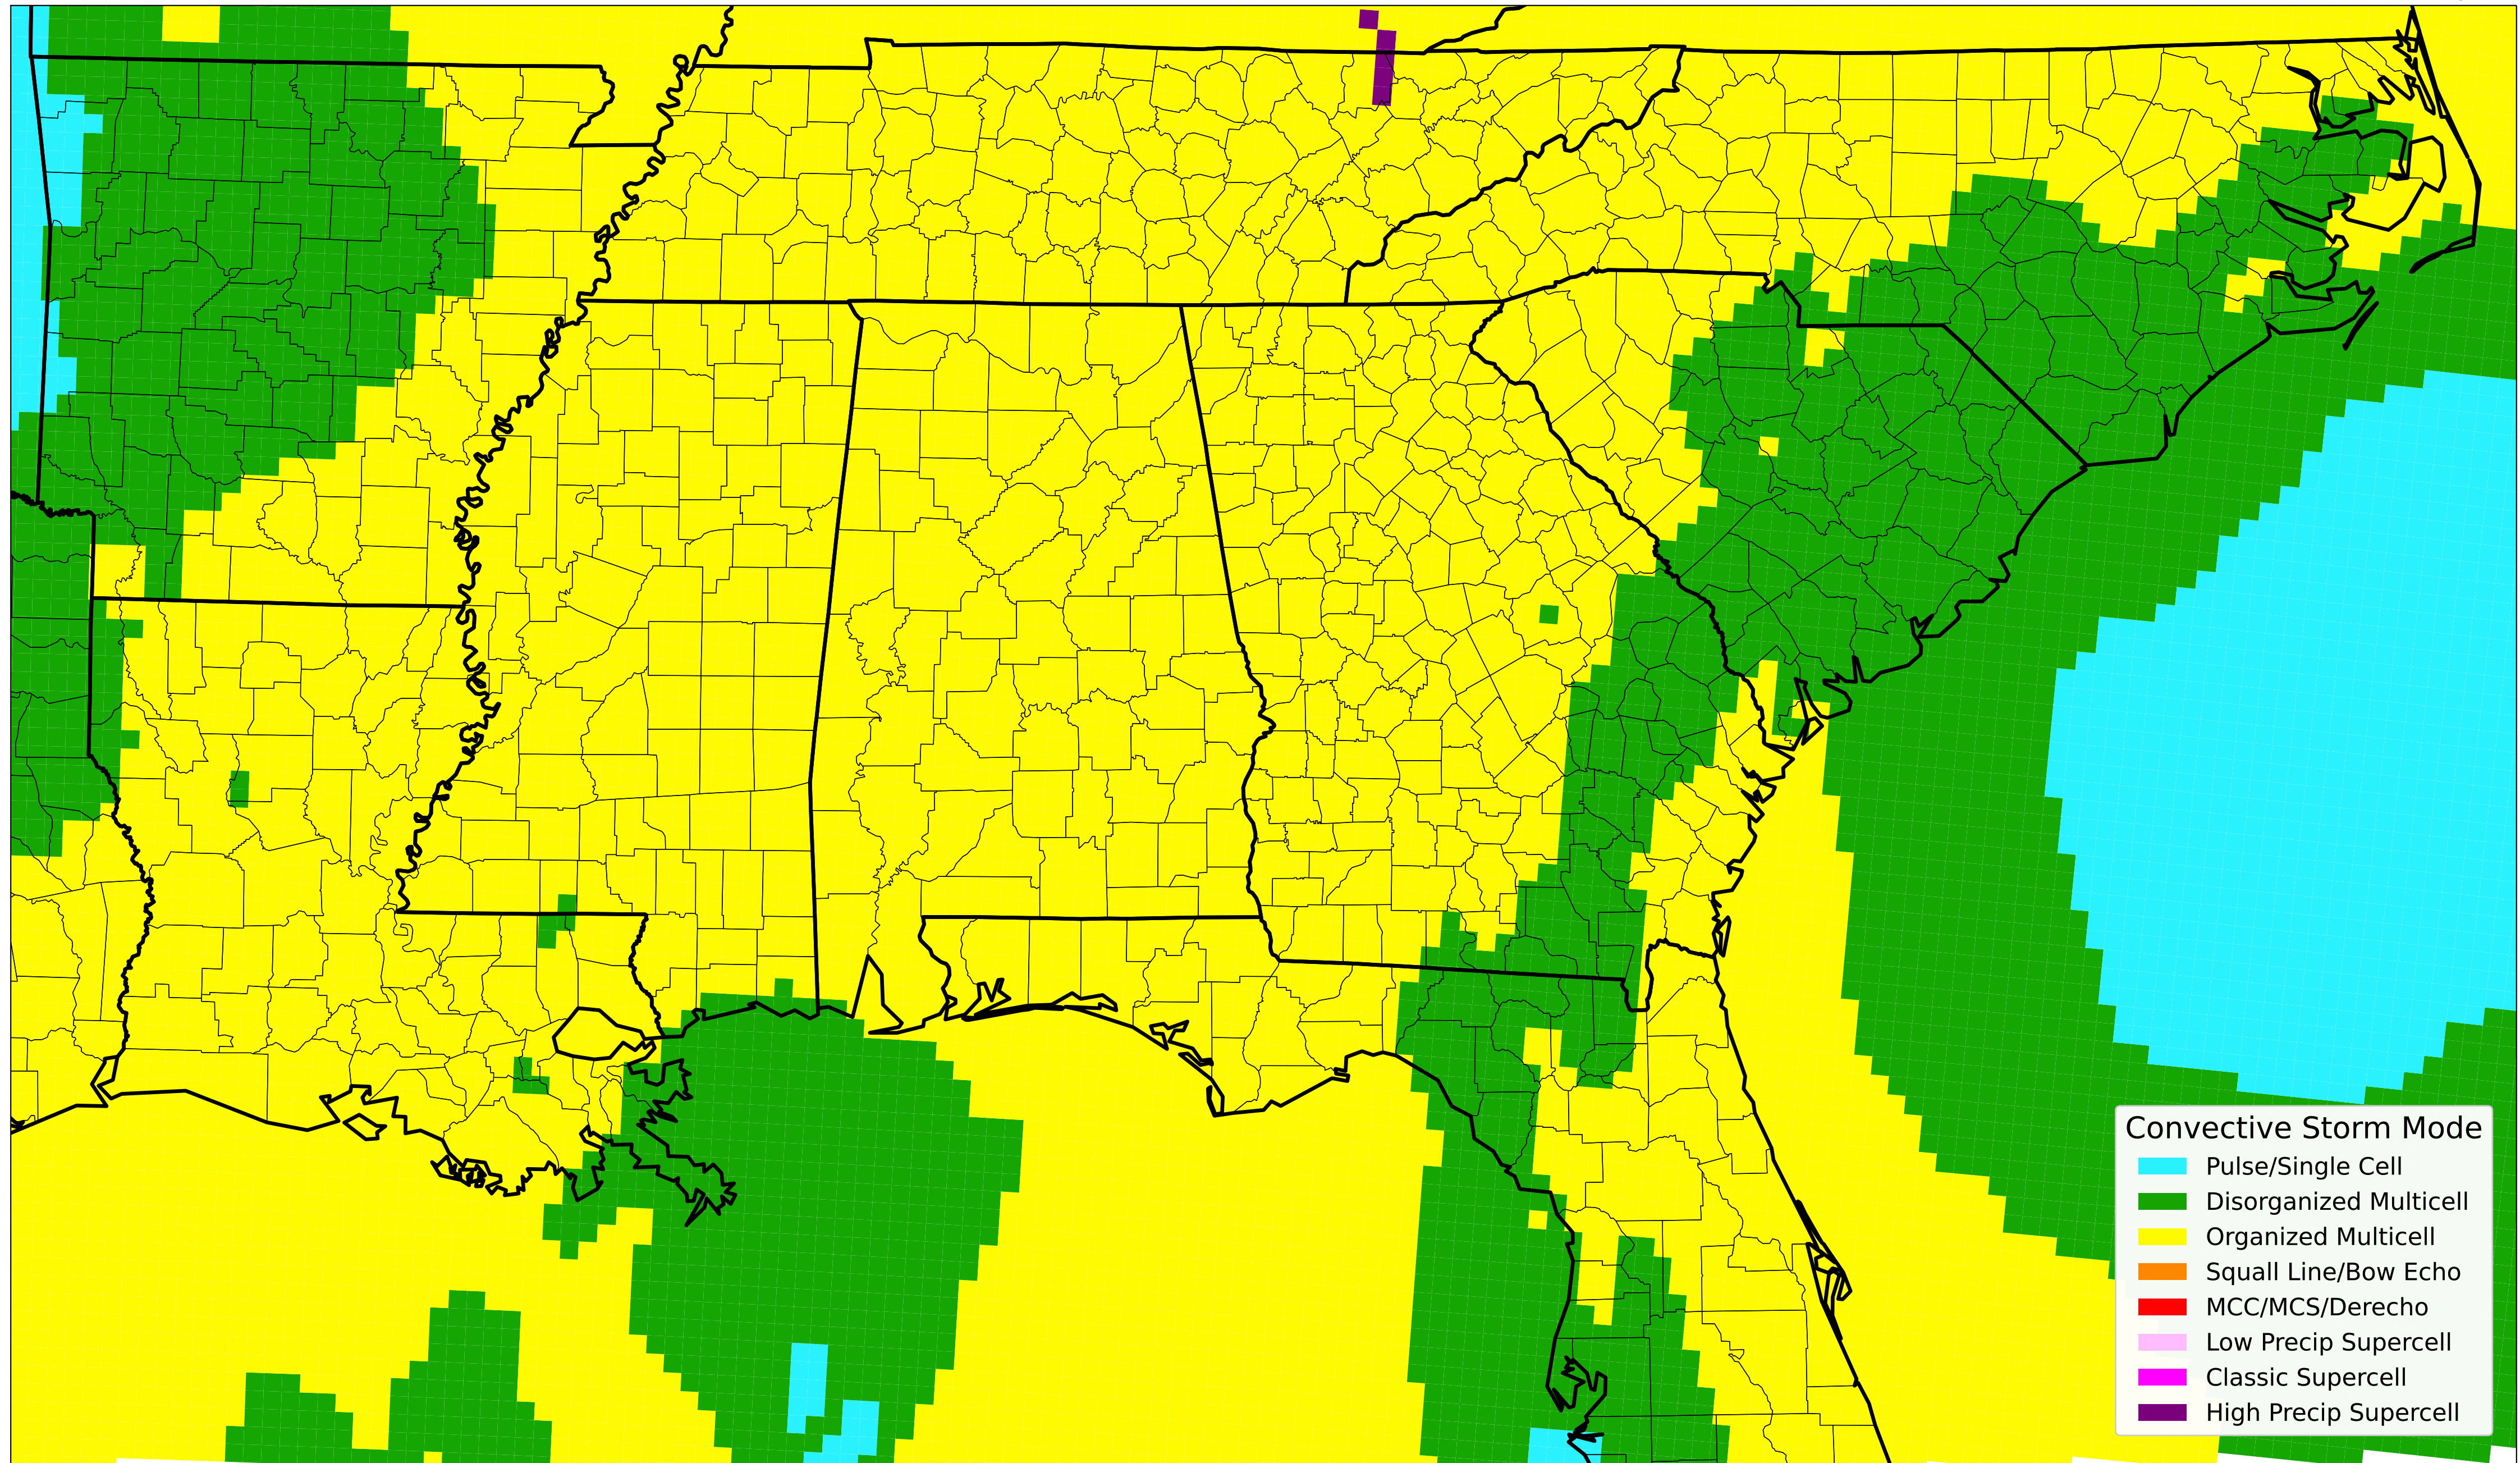 Convective Storm Mode
Pulse/Single Cell
Disorganized Multicell
Organized Multicell
Squall Line/Bow Echo
MCC/MCS/Derecho
Low Precip Supercell
Classic Supercell
High Precip Supercell